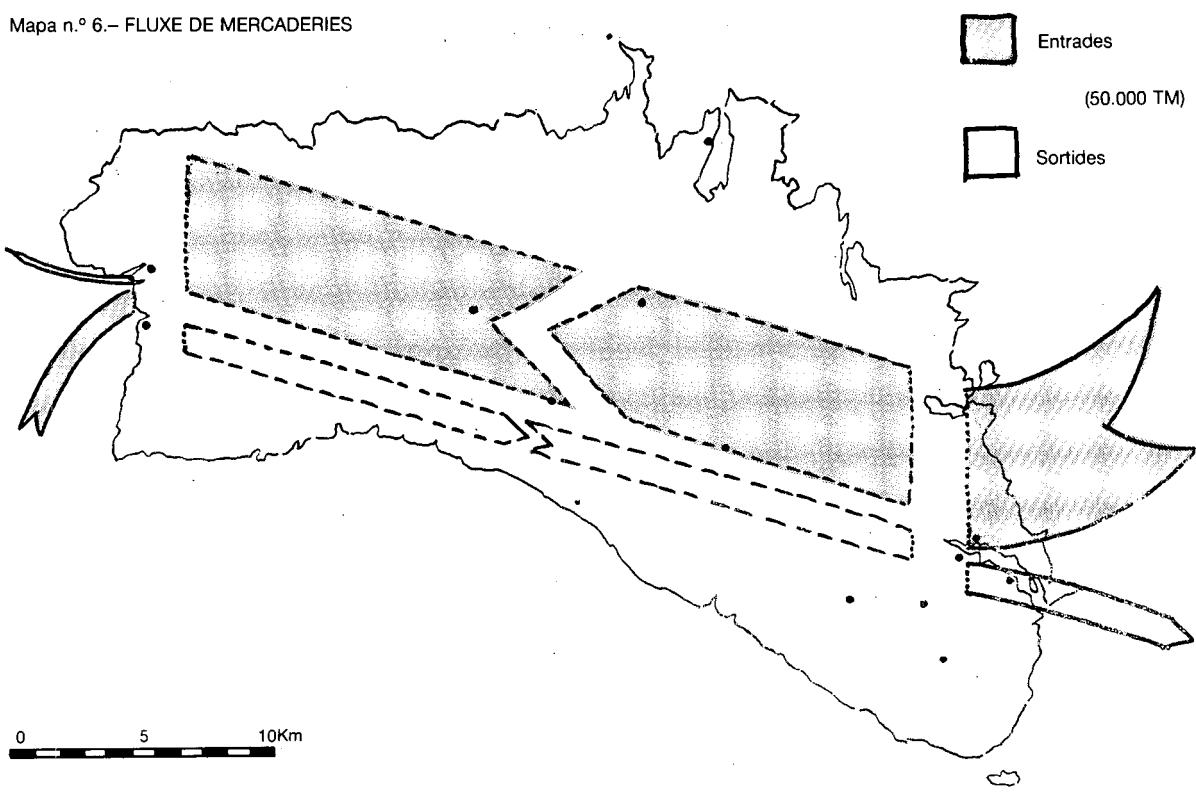 Mapa n.º 6.– FLUXE DE MERCADERIES
Entrades
(50.000 TM)
Sortides
0 5 10Km